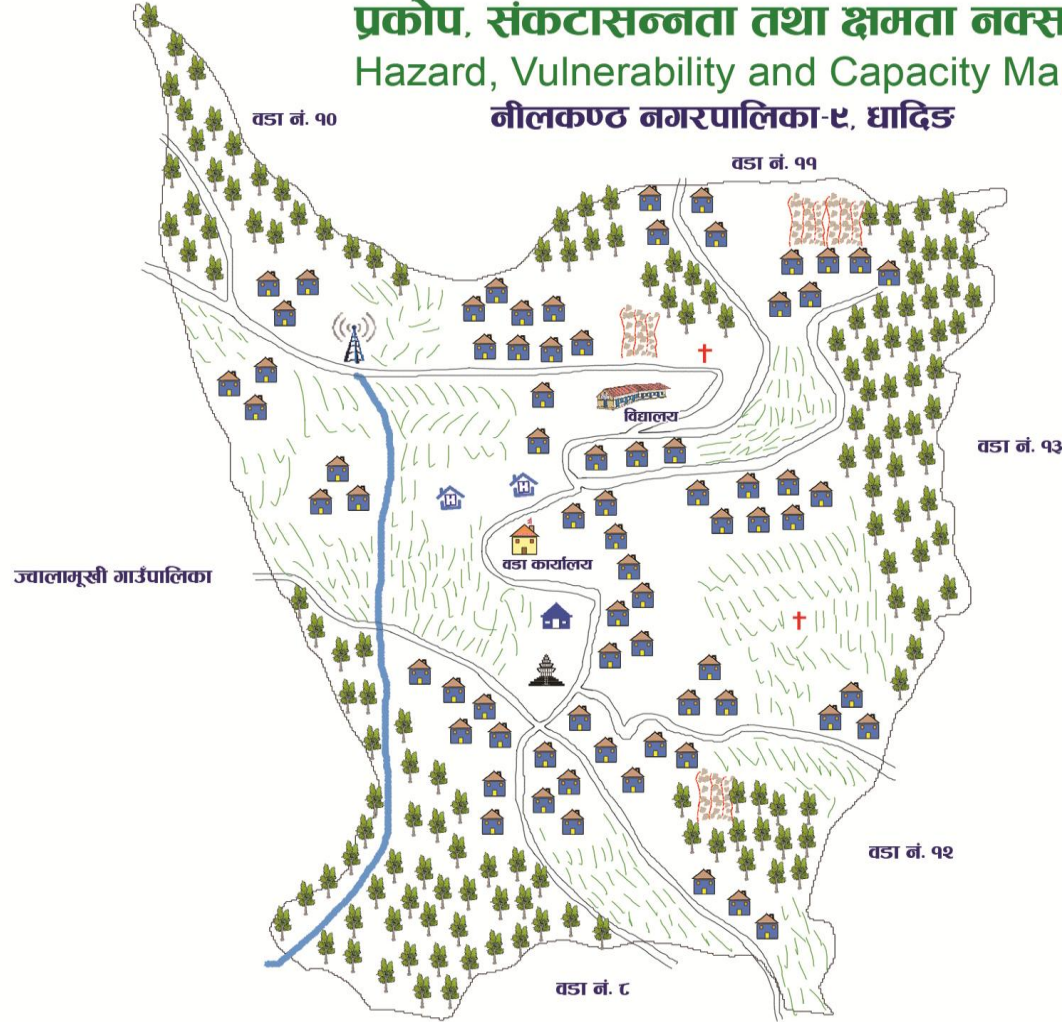 प्रकोप, संकटासन्नता तथा क्षमता नक्स
Hazard, Vulnerability and Capacity Ma
नीलकण्ठ नगरपालिका-९, धादिङ
वडा नं. १०
वडा नं. ११
विद्यालय
वडा नं. १३
H
H
वडा कार्यालय
ज्वालामूखी गाउँपालिका
वडा नं. १२
वडा नं. ८